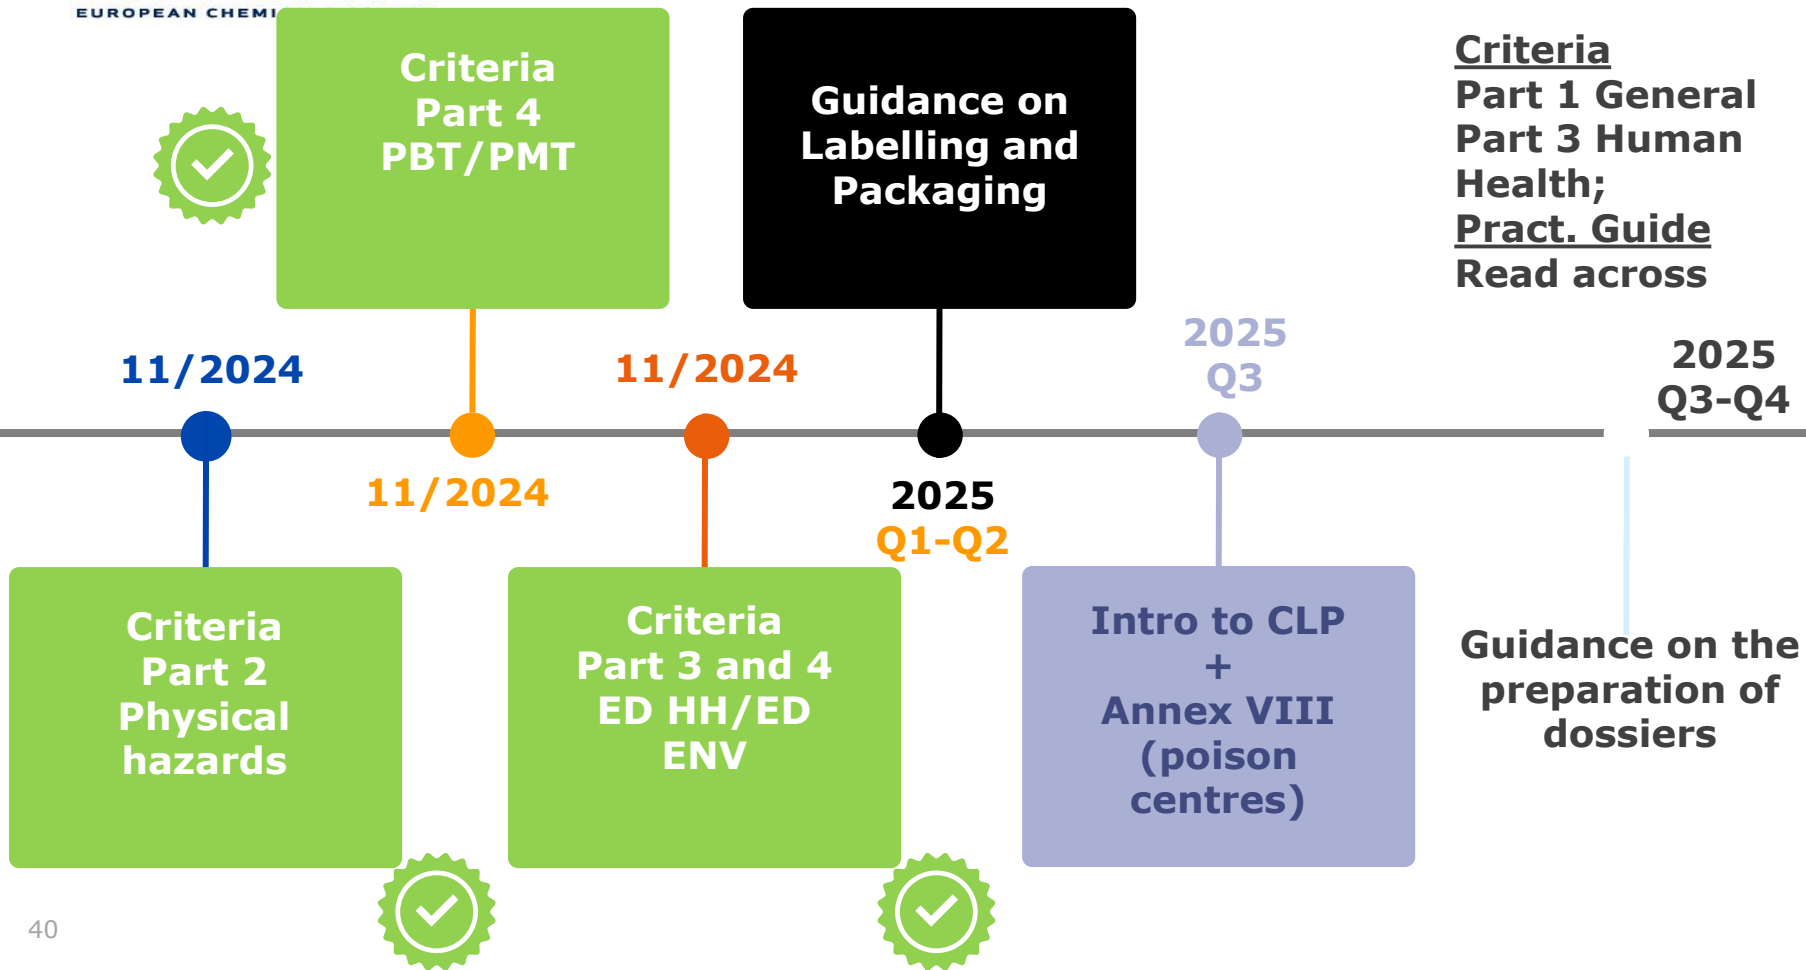 EUROPEAN CHEMI
Criteria
Part 4
PBT/PMT
Guidance on
Labelling and
Packaging
Criteria
Part 1 General
Part 3 Human
Health;
Pract. Guide
Read across
11/2024
11/2024
2025
Q3
2025
Q3-Q4
11/2024
2025
Q1-Q2
Criteria
Part 2
Physical
hazards
Criteria
Part 3 and 4
ED HH/ED
ENV
Intro to CLP
+
Annex VIII
(poison
centres)
Guidance on the
preparation of
dossiers
40